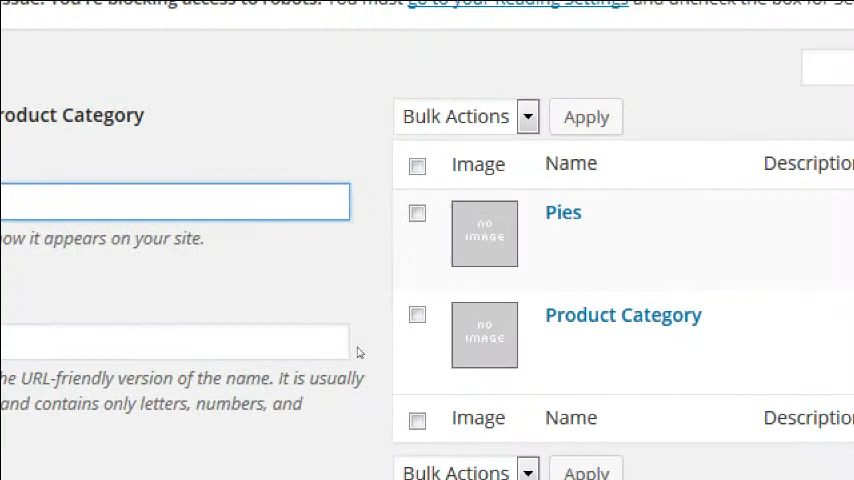 issue: You're blocking access to robots. You must go to your Reading Settings and uncheck the box for Se
roduct Category
Bulk Actions Apply
Image Name Description
now it appears on your site.
no
IMAGE
Pies
no
IMAGE
Product Category
he URL-friendly version of the name. It is usually
and contains only letters, numbers, and
Image Name Description
Bulk Actions Apply